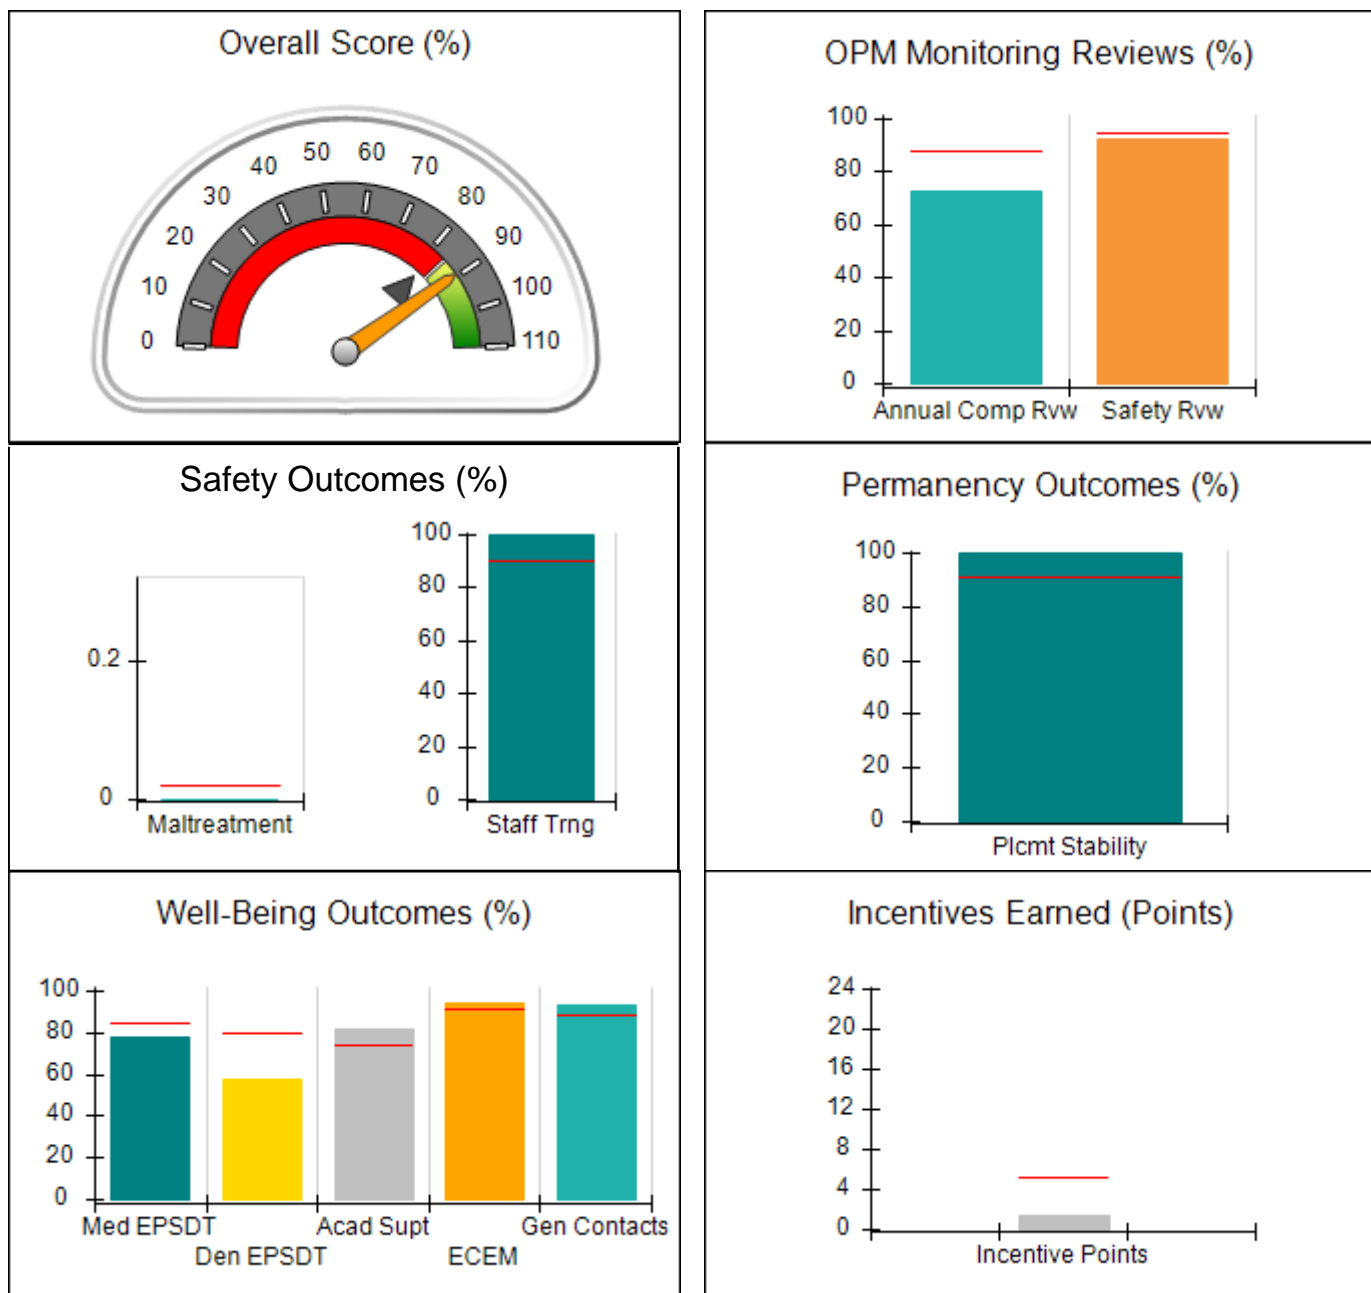 Overall Score (%)
0
10
20
30
40
50
60
70
80
90
100
110
OPM Monitoring Reviews (%)
100
80
60
40
20
0
Annual Comp Rvw
Safety Rvw
Safety Outcomes (%)
0.2
0
Maltreatment
100
80
60
40
20
0
Staff Trng
Permanency Outcomes (%)
100
80
60
40
20
0
Plcmt Stability
Well-Being Outcomes (%)
100
80
60
40
20
0
Med EPSDT
Den EPSDT
Acad Supt
ECEM
Gen Contacts
Incentives Earned (Points)
24
20
16
12
8
4
0
Incentive Points